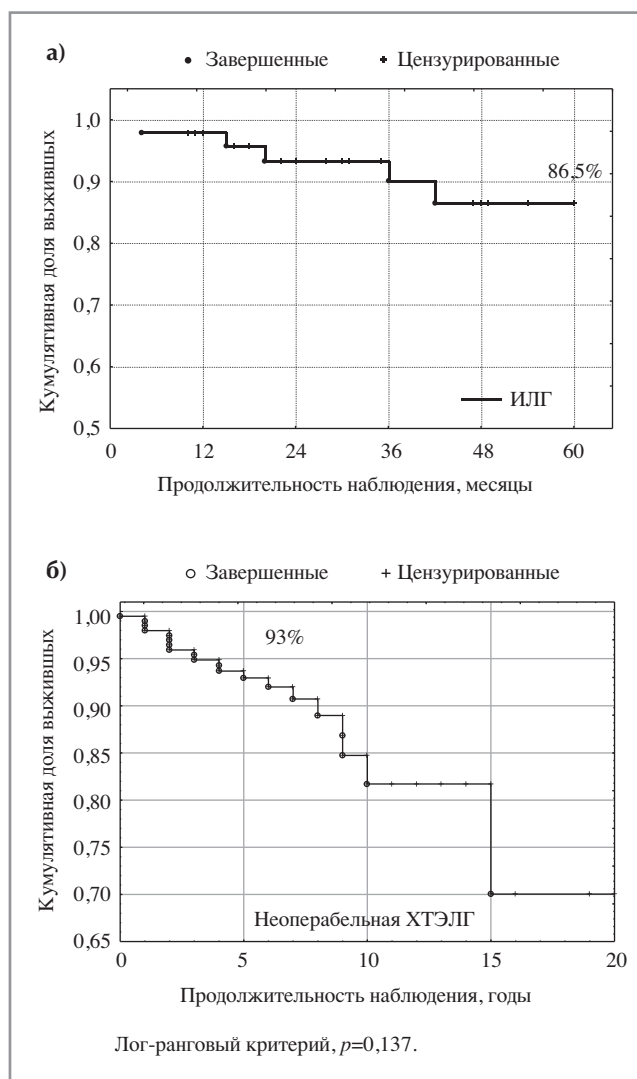 а)
• Завершенные + Цензурированные
Кумулятивная доля выживших
1,0
0,9
0,8
0,7
0,6
0,5
86,5%
ИЛГ
0 12 24 36 48 60
Продолжительность наблюдения, месяцы
б)
○ Завершенные + Цензурированные
Кумулятивная доля выживших
1,00
0,95
0,90
0,85
0,80
0,75
0,70
0,65
93%
Неоперабельная ХТЭЛГ
0 5 10 15 20
Продолжительность наблюдения, годы
Лог-ранговый критерий, p=0,137.